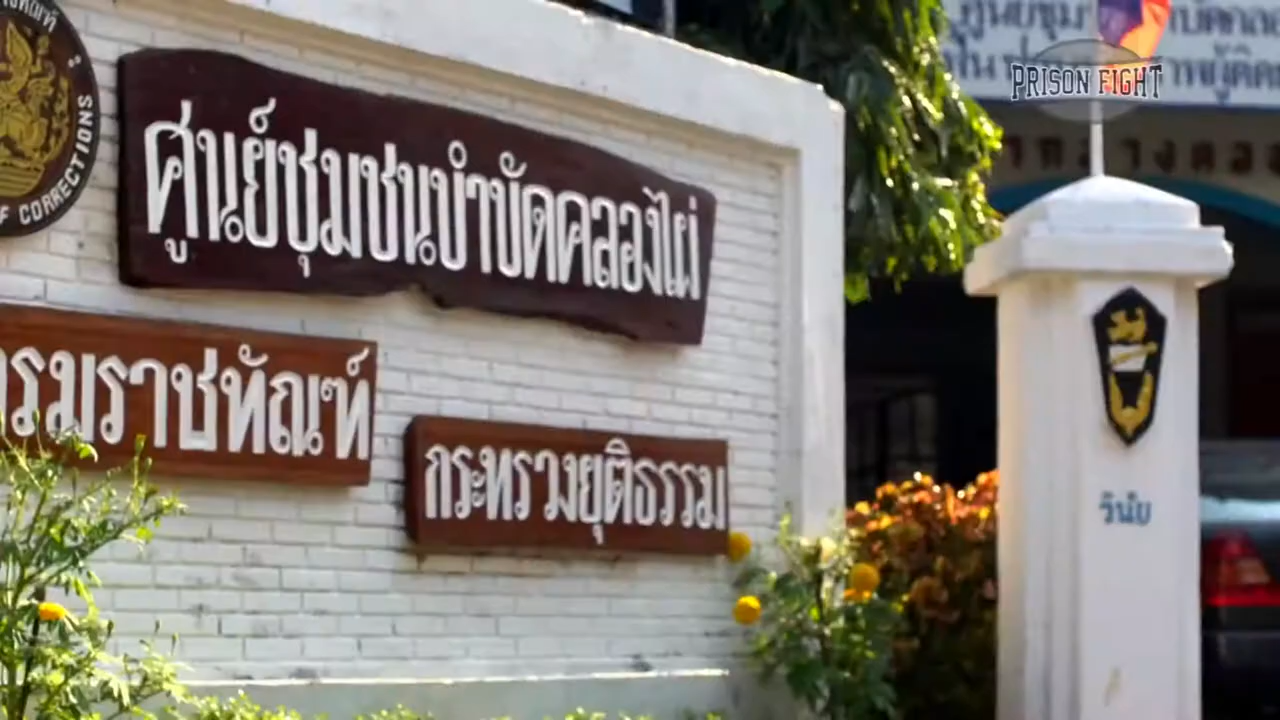 ศูนย์ชุมชนบำบัดคลองไผ่
กรมราชทัณฑ์
กระทรวงยุติธรรม
OF CORRECTIONS
วินัย
PRISON FIGHT